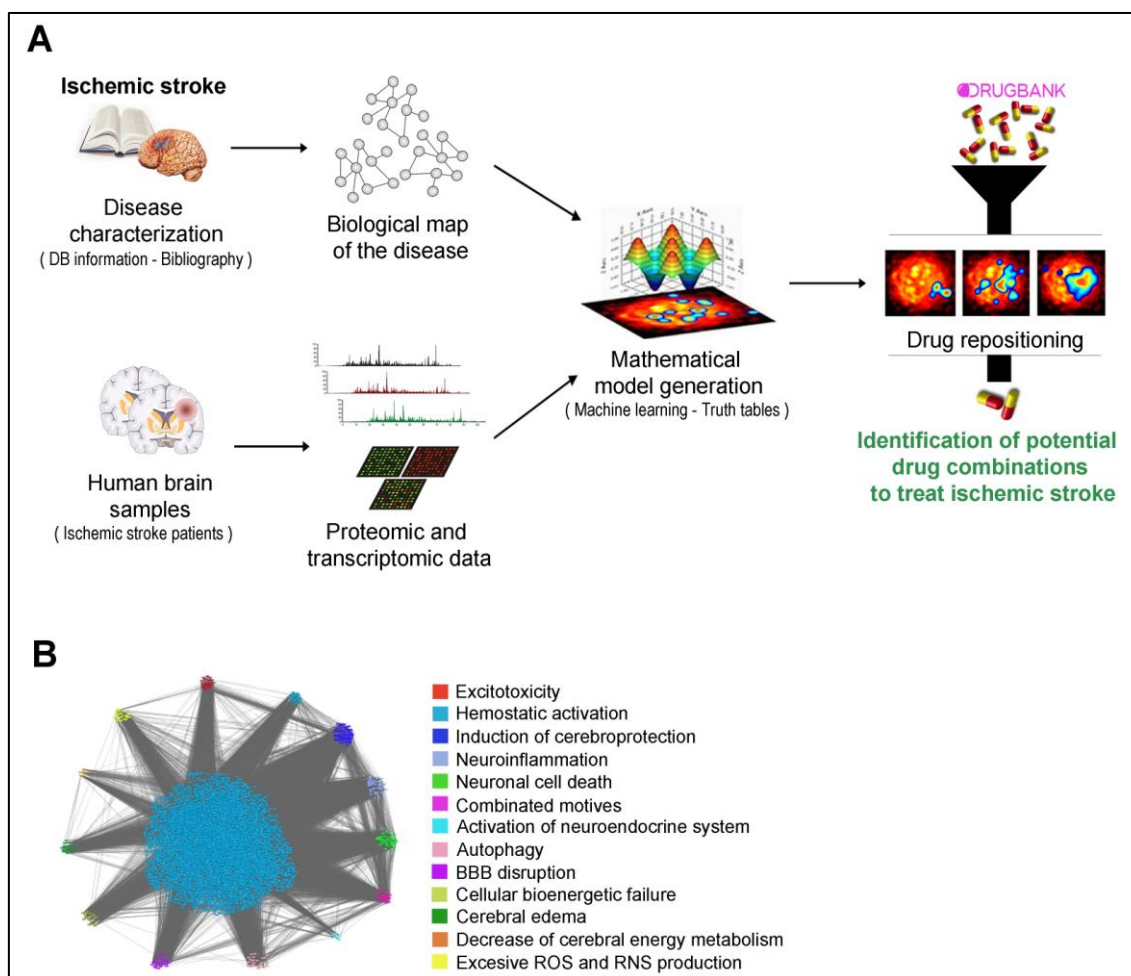 A
Ischemic stroke
Disease
characterization
( DB information - Bibliography )
Biological map
of the disease
Human brain
samples
( Ischemic stroke patients )
Proteomic and
transcriptomic data
Mathematical
model generation
( Machine learning - Truth tables )
DRUGBANK
Drug repositioning
Identification of potential
drug combinations
to treat ischemic stroke
B
Excitotoxicity
Hemostatic activation
Induction of cerebroprotection
Neuroinflammation
Neuronal cell death
Combinated motives
Activation of neuroendocrine system
Autophagy
BBB disruption
Cellular bioenergetic failure
Cerebral edema
Decrease of cerebral energy metabolism
Excesive ROS and RNS production